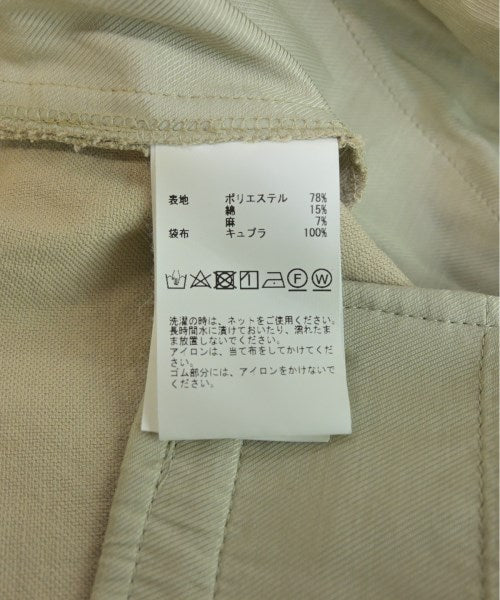 表地 ポリエステル 78%
綿 15%
麻 7%
袋布 キュプラ 100%
F W
洗濯の時は、ネットをご使用ください。
長時間水に漬けておいたり、濡れたま
ま放置しないでください。
アイロンは、当て布をしてかけてくだ
さい。
ゴム部分には、アイロンをかけないで
ください。